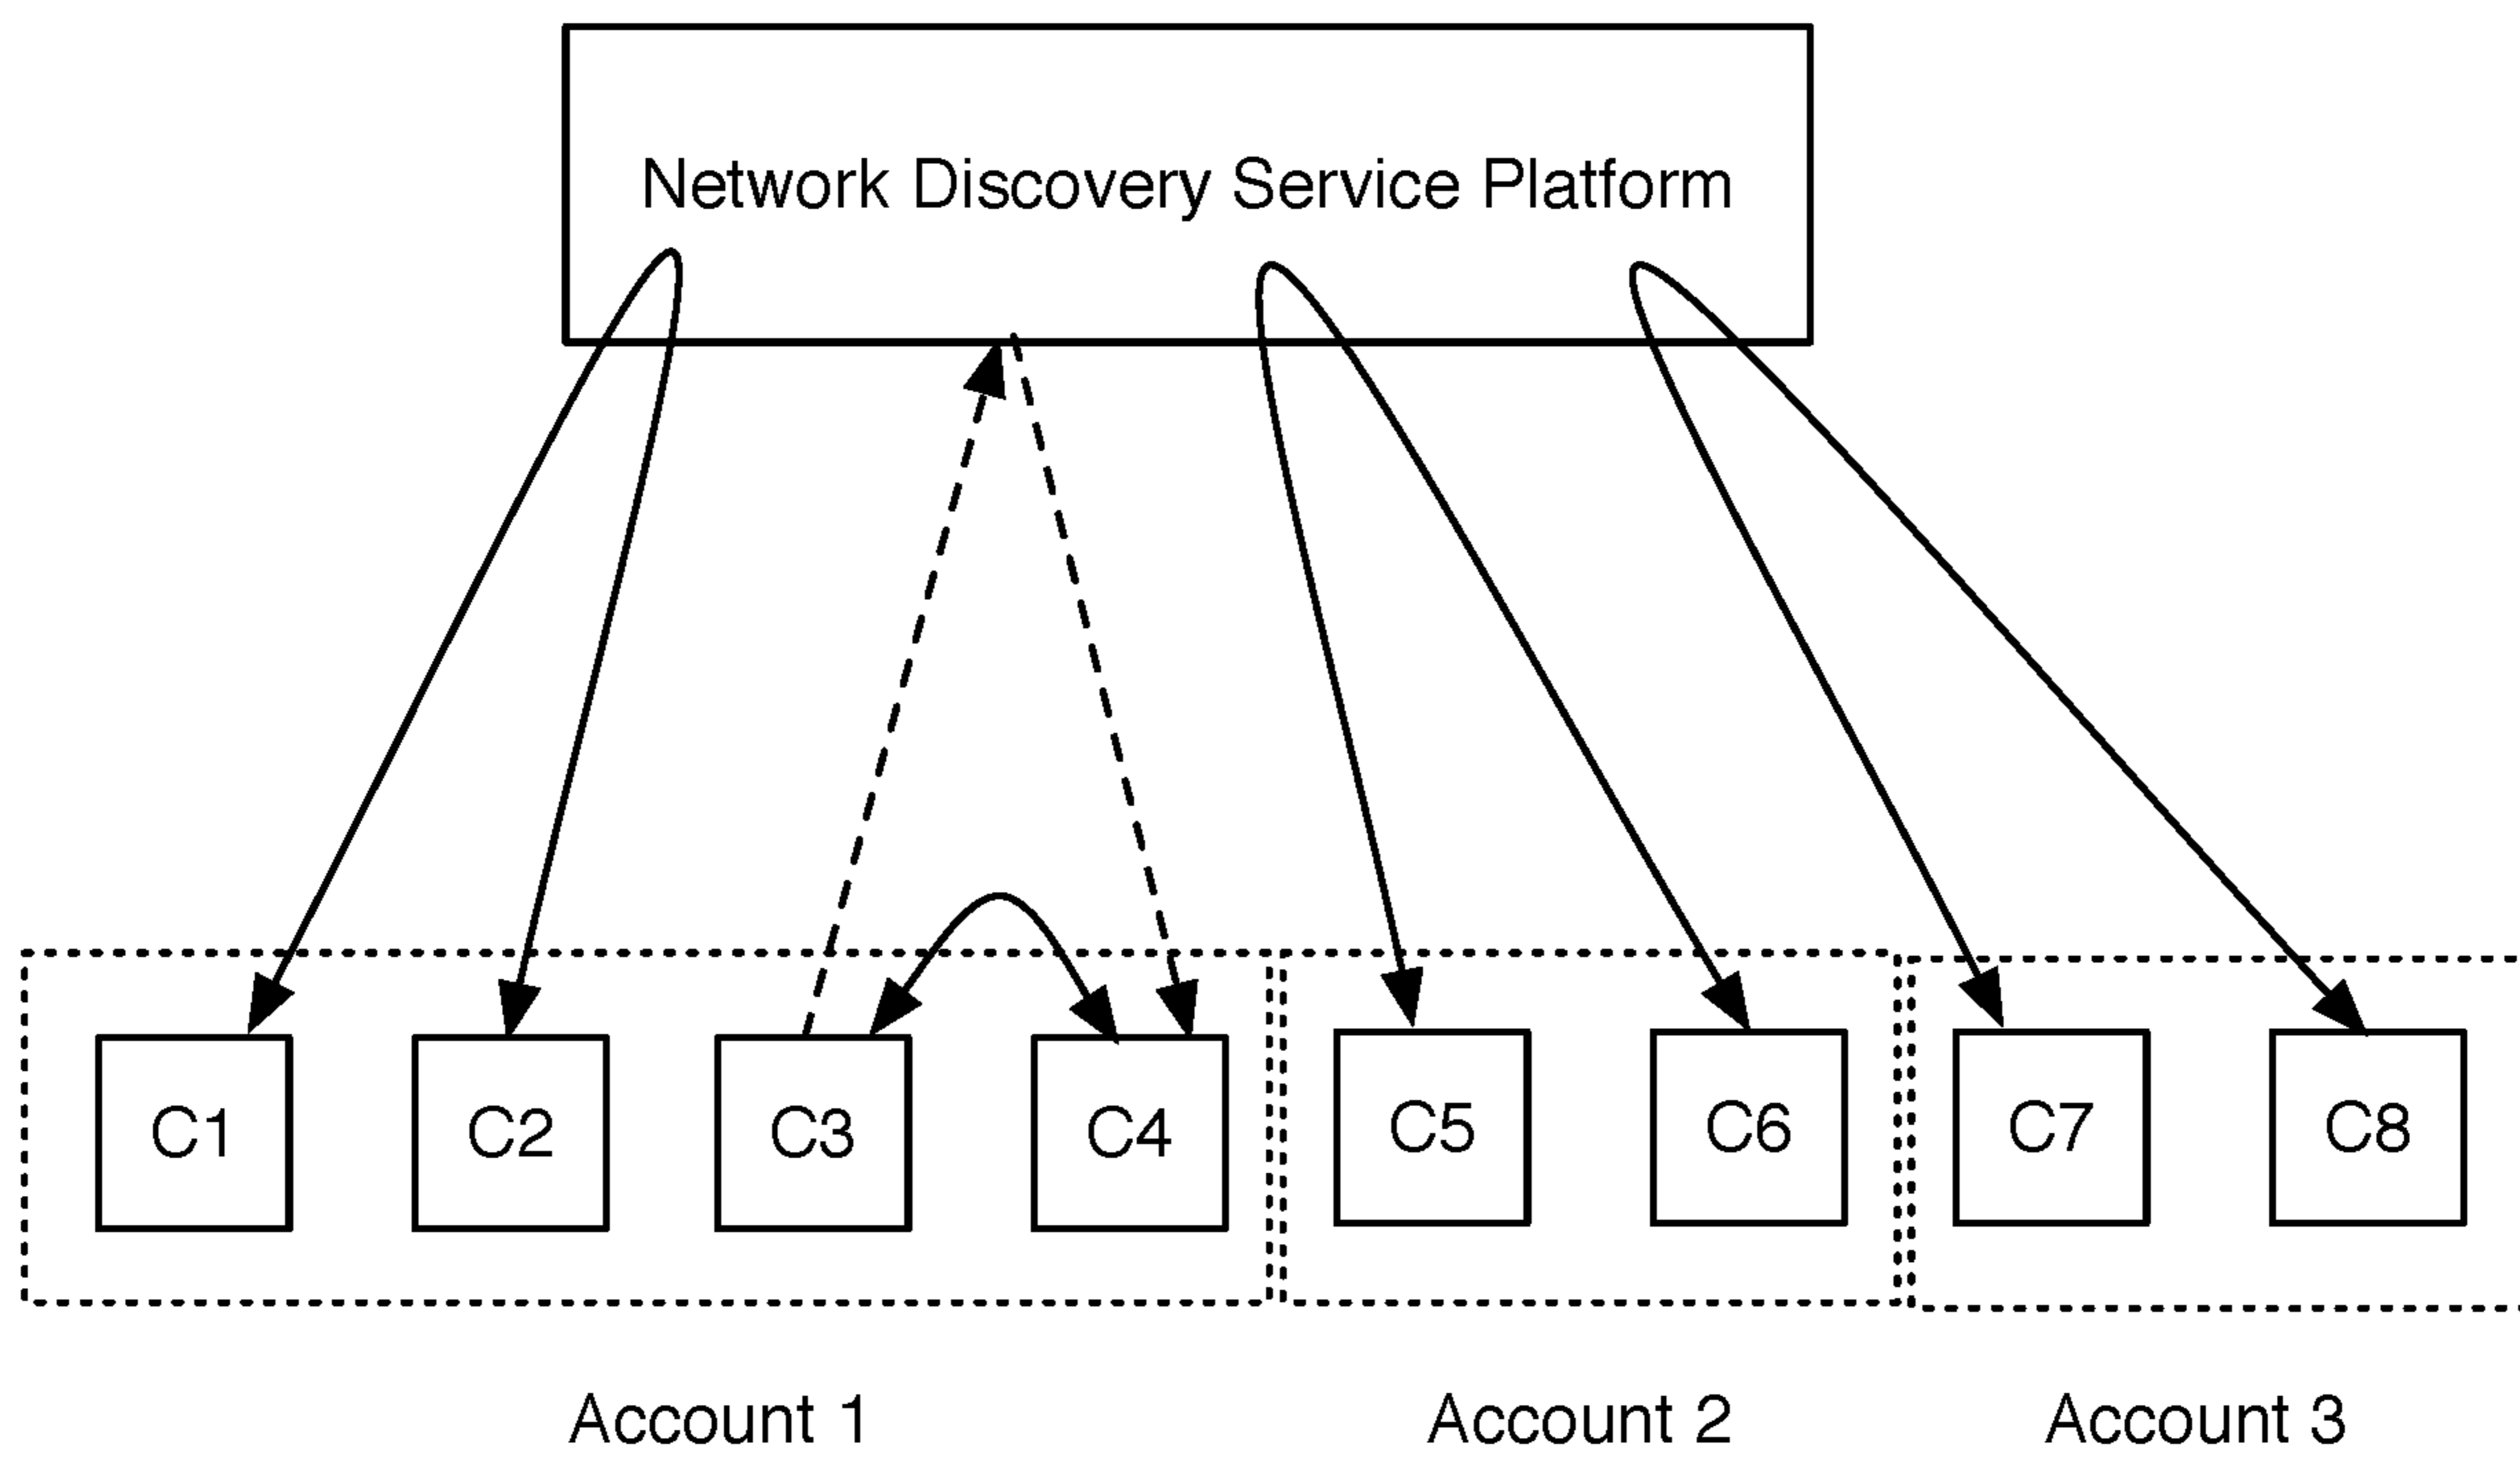 Network Discovery Service Platform
C1
C2
C3
C4
C5
C6
C7
C8
Account 1
Account 2
Account 3